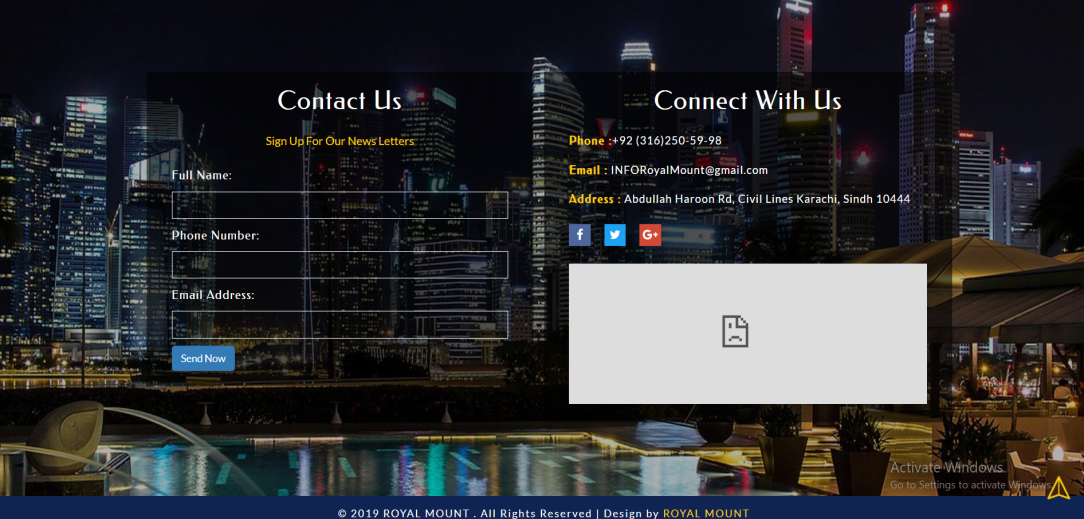 Contact Us
Sign Up For Our News Letters
Full Name:
Phone Number:
Email Address:
Send Now
Connect With Us
Phone :+92 (316)250-59-98
Email : INFORoyalMount@gmail.com
Address : Abdullah Haroon Rd, Civil Lines Karachi, Sindh 10444
f
G+
Activate Windows
Go to Settings to activate Windows.
© 2019 ROYAL MOUNT . All Rights Reserved | Design by ROYAL MOUNT